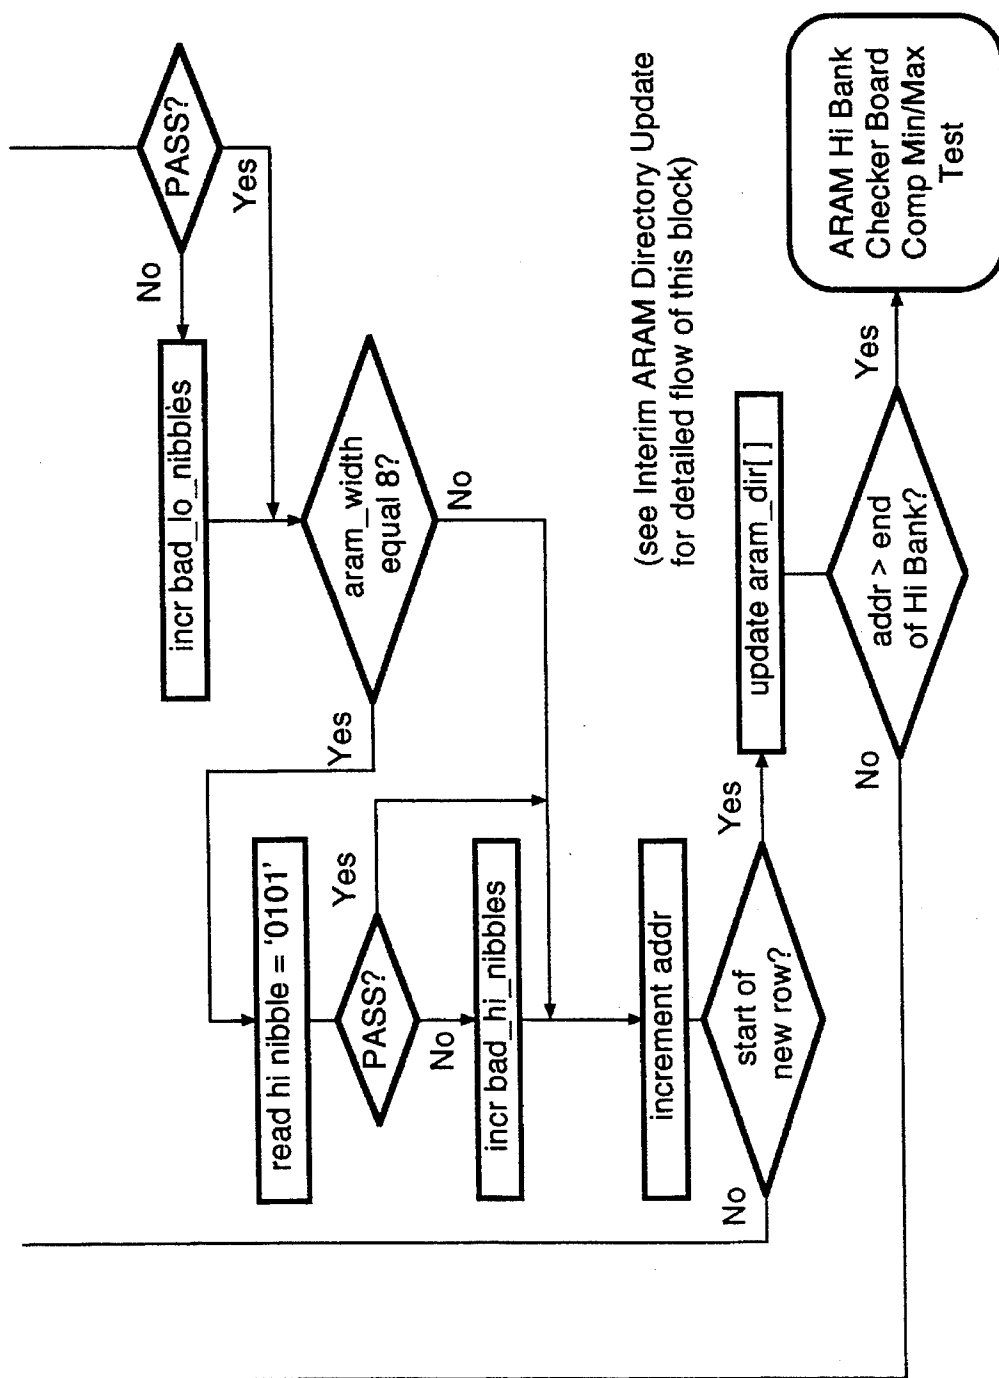 PASS?
No
Yes
incr bad_lo_nibbles
aram_width
equal 8?
Yes
No
read hi nibble = '0101'
PASS?
Yes
No
incr bad_hi_nibbles
increment addr
start of
new row?
No
Yes
(see Interim ARAM Directory Update
for detailed flow of this block)
update aram_dir[ ]
addr > end
of Hi Bank?
No
Yes
ARAM Hi Bank
Checker Board
Comp Min/Max
Test